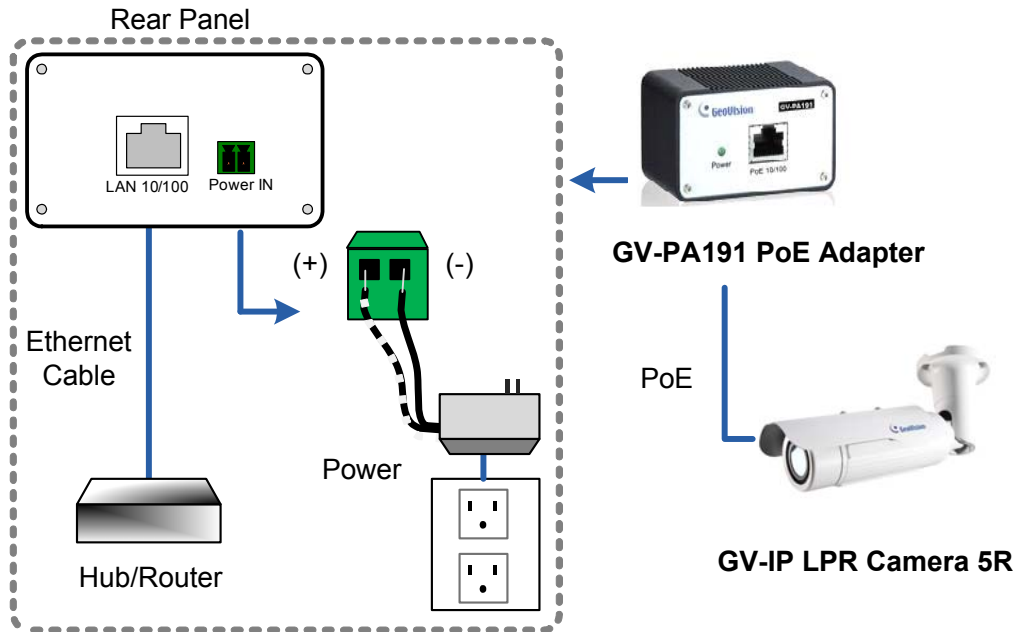 Rear Panel
LAN 10/100
Power IN
(+)
(-)
Ethernet
Cable
Power
Hub/Router
GeoVision
GV-PA191
Power
PoE 10/100
GV-PA191 PoE Adapter
PoE
GeoVision
GV-IP LPR Camera 5R